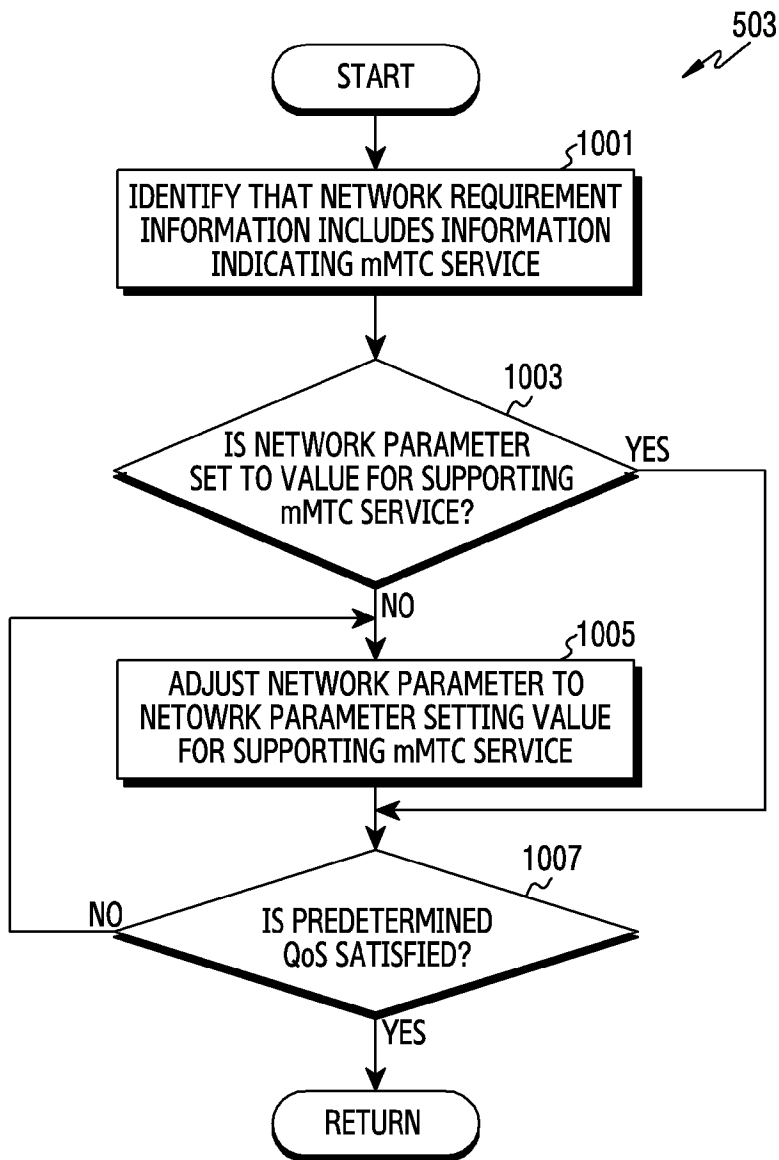 503
START
1001
IDENTIFY THAT NETWORK REQUIREMENT
INFORMATION INCLUDES INFORMATION
INDICATING mMTC SERVICE
1003
IS NETWORK PARAMETER
SET TO VALUE FOR SUPPORTING
mMTC SERVICE?
YES
NO
1005
ADJUST NETWORK PARAMETER TO
NETOWRK PARAMETER SETTING VALUE
FOR SUPPORTING mMTC SERVICE
1007
NO
IS PREDETERMINED
QoS SATISFIED?
YES
RETURN